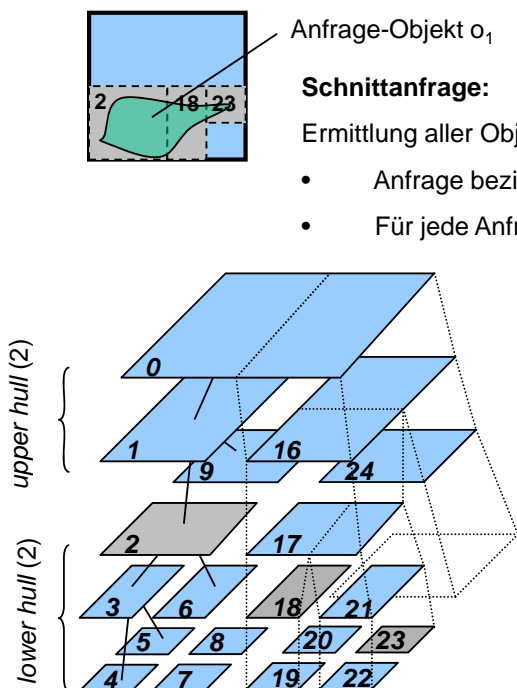 Anfrage-Objekt o₁
2 18 23
Schnittanfrage:
Ermittlung aller Obj
• Anfrage bezi
• Für jede Anfr
0
upper hull (2)
1 16
9 24
2 17
lower hull (2)
3 6 18 21
5 8 20 23
4 7 19 22